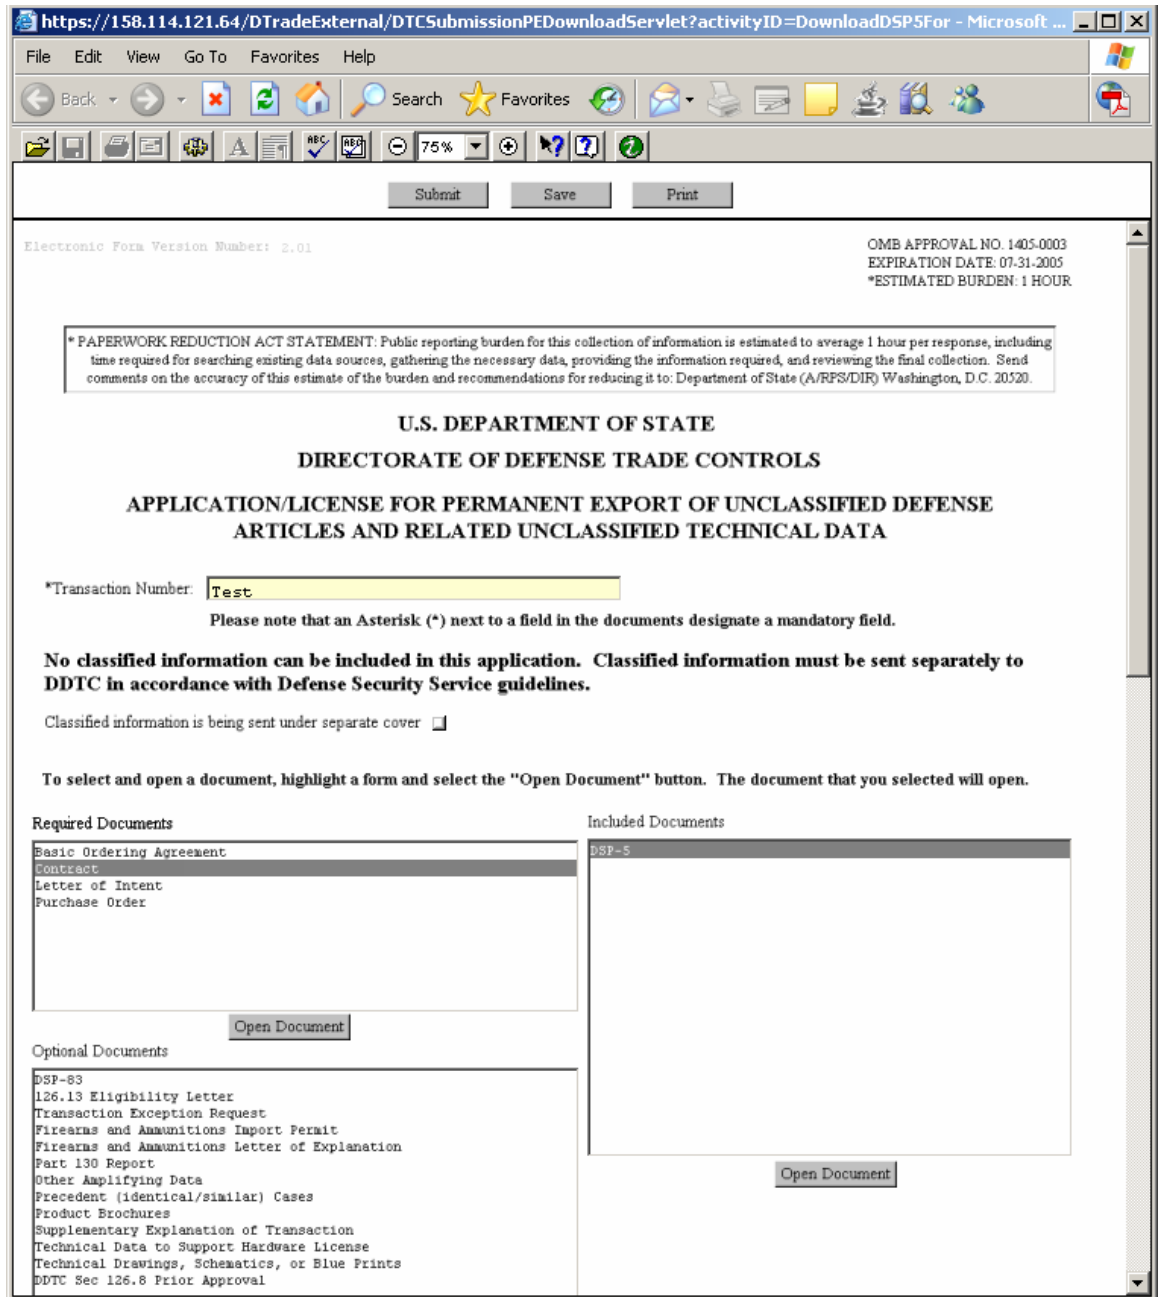 https://158.114.121.64/DTradeExternal/DTCSubmissionPEDownloadServlet?activityID=DownloadDSP5For - Microsoft ...
File Edit View Go To Favorites Help
Back Search Favorites
ABC ABC 75% ? ?
Submit Save Print
Electronic Form Version Number: 2.01
OMB APPROVAL NO. 1405-0003
EXPIRATION DATE: 07-31-2005
*ESTIMATED BURDEN: 1 HOUR
* PAPERWORK REDUCTION ACT STATEMENT: Public reporting burden for this collection of information is estimated to average 1 hour per response, including
time required for searching existing data sources, gathering the necessary data, providing the information required, and reviewing the final collection. Send
comments on the accuracy of this estimate of the burden and recommendations for reducing it to: Department of State (A/RPS/DIR) Washington, D.C. 20520.
U.S. DEPARTMENT OF STATE
DIRECTORATE OF DEFENSE TRADE CONTROLS
APPLICATION/LICENSE FOR PERMANENT EXPORT OF UNCLASSIFIED DEFENSE
ARTICLES AND RELATED UNCLASSIFIED TECHNICAL DATA
*Transaction Number: Test
Please note that an Asterisk (*) next to a field in the documents designate a mandatory field.
No classified information can be included in this application. Classified information must be sent separately to
DDTC in accordance with Defense Security Service guidelines.
Classified information is being sent under separate cover
To select and open a document, highlight a form and select the "Open Document" button. The document that you selected will open.
Required Documents
Basic Ordering Agreement
Contract
Letter of Intent
Purchase Order
Open Document
Optional Documents
DSP-83
126.13 Eligibility Letter
Transaction Exception Request
Firearms and Ammunitions Import Permit
Firearms and Ammunitions Letter of Explanation
Part 130 Report
Other Amplifying Data
Precedent (identical/similar) Cases
Product Brochures
Supplementary Explanation of Transaction
Technical Data to Support Hardware License
Technical Drawings, Schematics, or Blue Prints
DDTC Sec 126.8 Prior Approval
Included Documents
DSP-5
Open Document